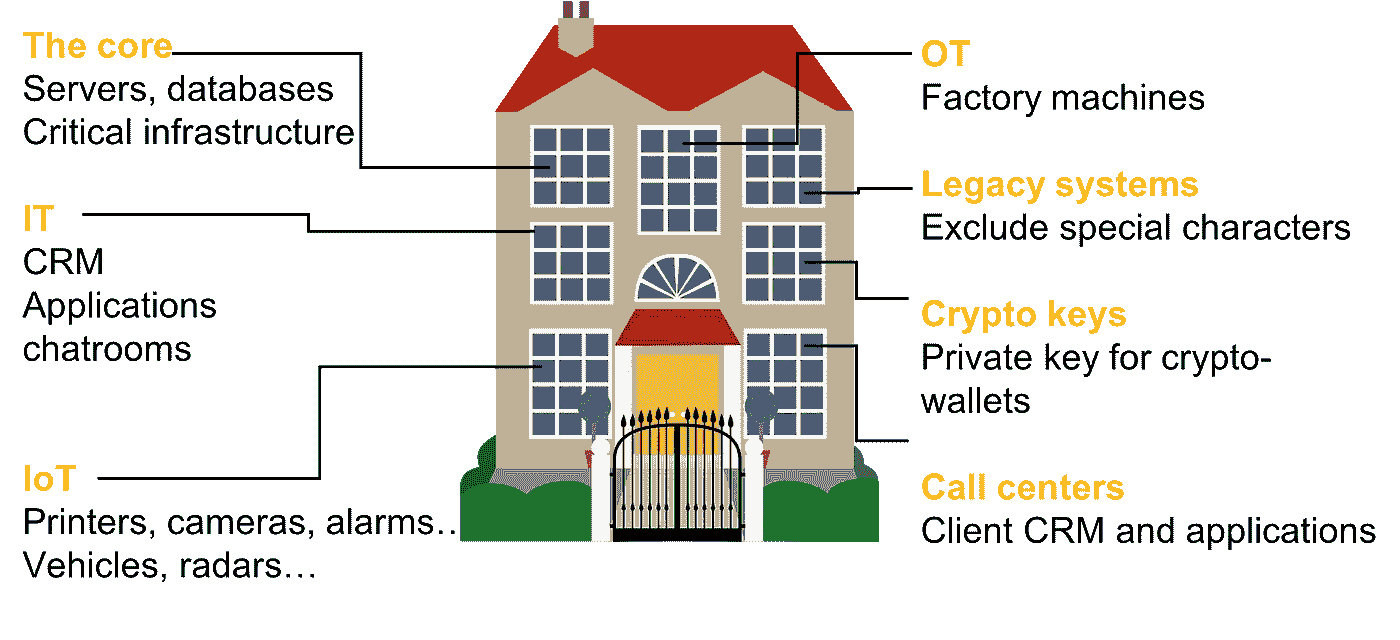 The core
Servers, databases
Critical infrastructure
IT
CRM
Applications
chatrooms
IoT
Printers, cameras, alarms…
Vehicles, radars…
OT
Factory machines
Legacy systems
Exclude special characters
Crypto keys
Private key for crypto-
wallets
Call centers
Client CRM and applications